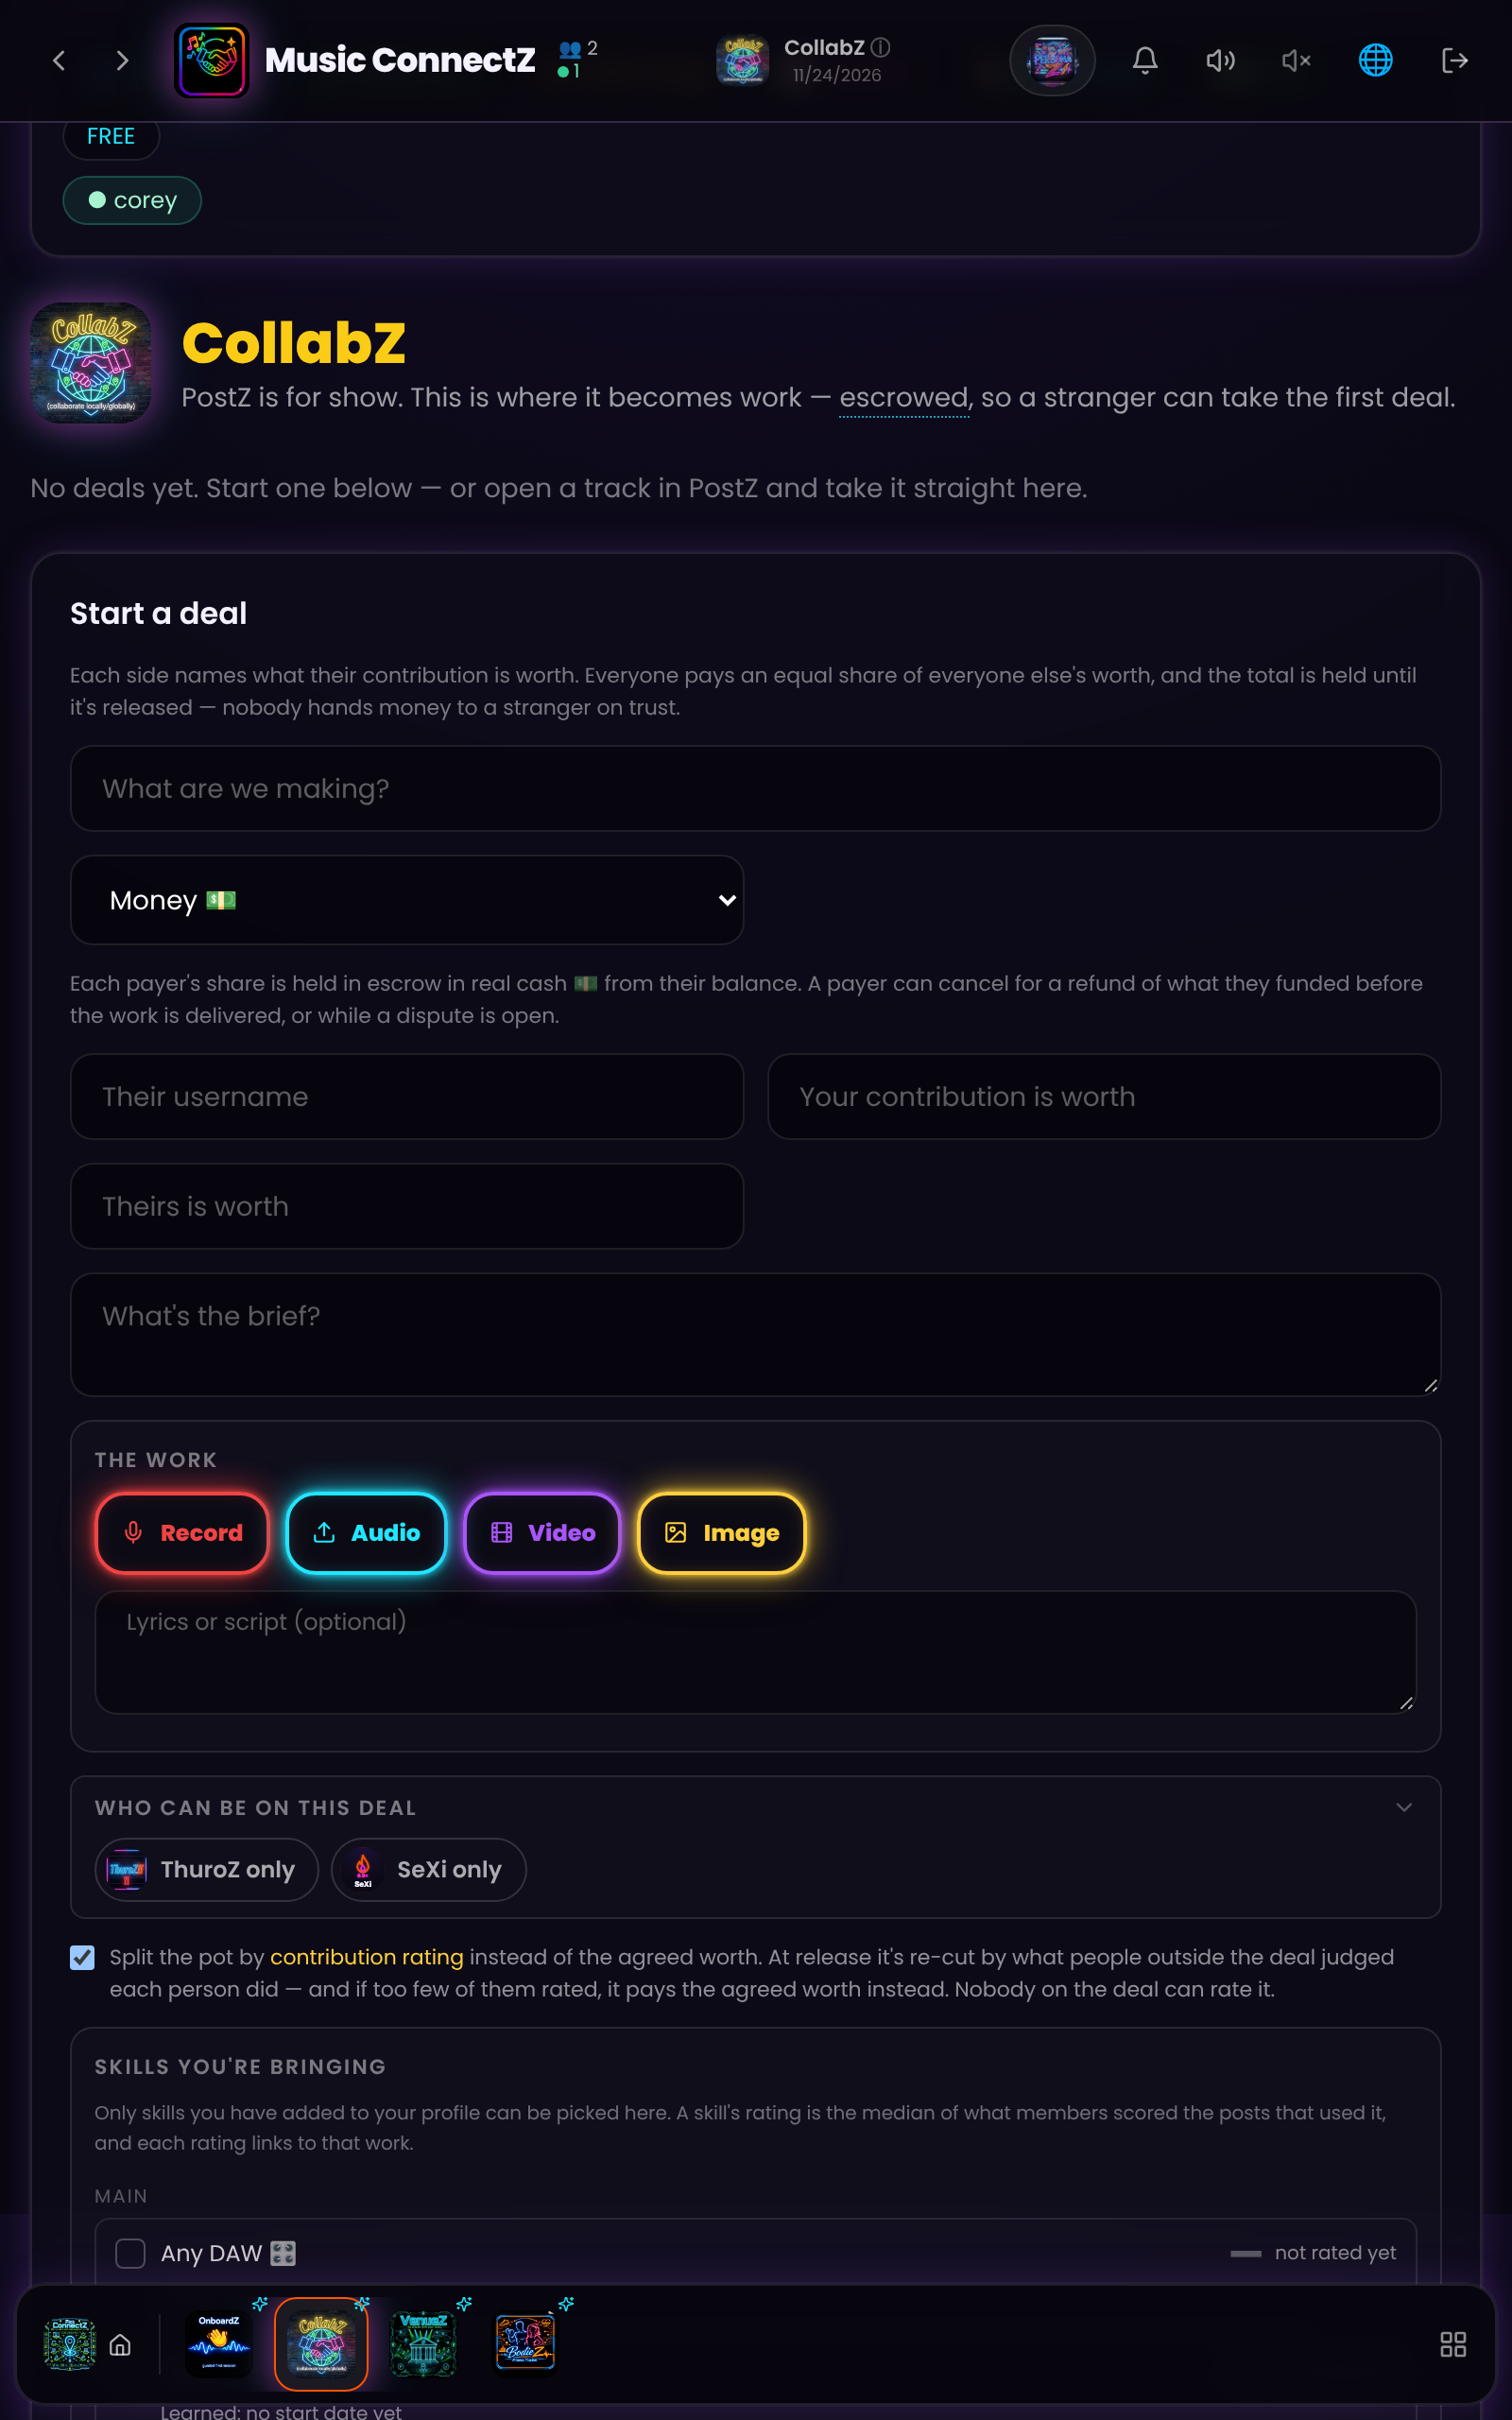 Music ConnectZ
2
1
CollabZ
11/24/2026
FREE
corey
CollabZ
(collaborate locally/globally)
CollabZ
PostZ is for show. This is where it becomes work — escrowed, so a stranger can take the first deal.
No deals yet. Start one below — or open a track in PostZ and take it straight here.
Start a deal
Each side names what their contribution is worth. Everyone pays an equal share of everyone else's worth, and the total is held until
it's released — nobody hands money to a stranger on trust.
What are we making?
Money 💵
Each payer's share is held in escrow in real cash 💵 from their balance. A payer can cancel for a refund of what they funded before
the work is delivered, or while a dispute is open.
Their username
Your contribution is worth
Theirs is worth
What's the brief?
THE WORK
Record
Audio
Video
Image
Lyrics or script (optional)
WHO CAN BE ON THIS DEAL
ThuroZ only
SeXi
SeXi only
Split the pot by contribution rating instead of the agreed worth. At release it's re-cut by what people outside the deal judged
each person did — and if too few of them rated, it pays the agreed worth instead. Nobody on the deal can rate it.
SKILLS YOU'RE BRINGING
Only skills you have added to your profile can be picked here. A skill's rating is the median of what members scored the posts that used it,
and each rating links to that work.
MAIN
Any DAW 🎛️
not rated yet
OnboardZ
CollabZ
VenueZ
BodieZ
Learned: no start date yet